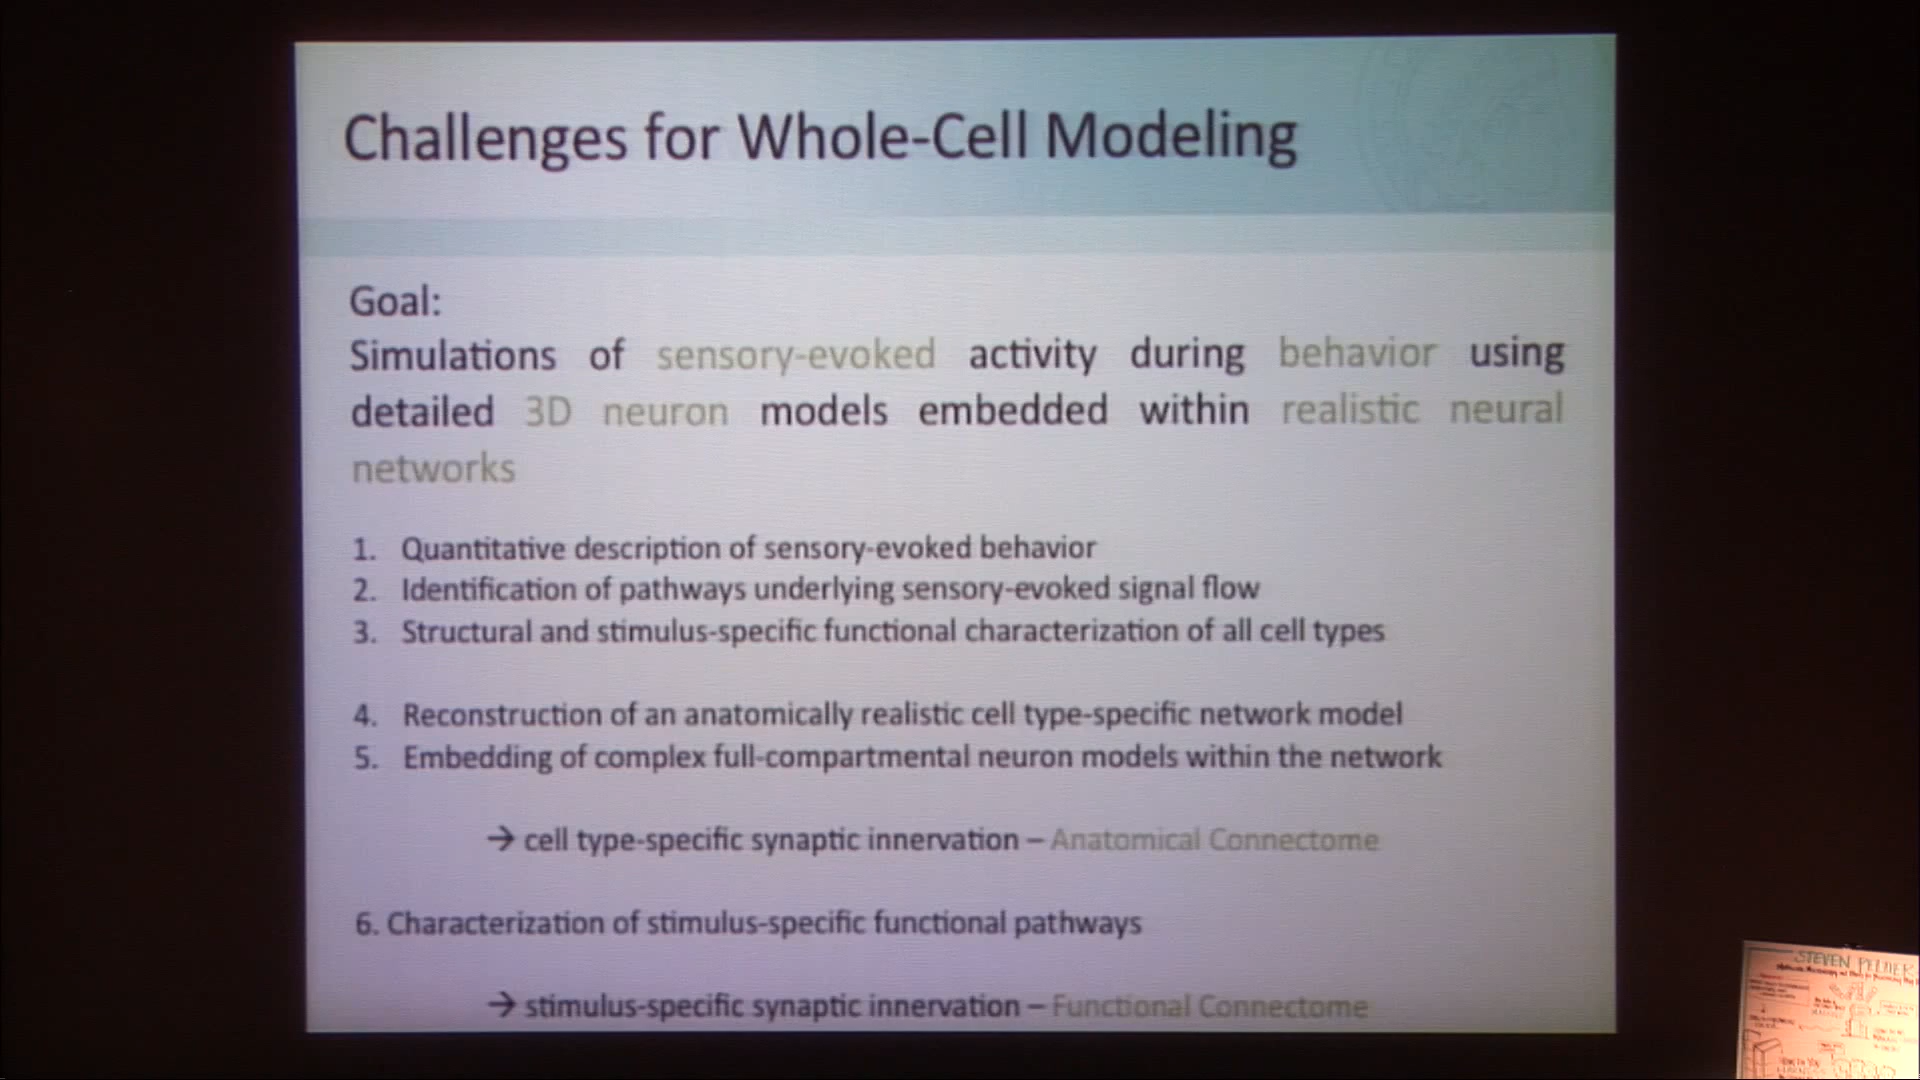 Challenges for Whole-Cell Modeling
Goal:
Simulations of sensory-evoked activity during behavior using
detailed 3D neuron models embedded within realistic neural
networks
1. Quantitative description of sensory-evoked behavior
2. Identification of pathways underlying sensory-evoked signal flow
3. Structural and stimulus-specific functional characterization of all cell types
4. Reconstruction of an anatomically realistic cell type-specific network model
5. Embedding of complex full-compartmental neuron models within the network
→ cell type-specific synaptic innervation – Anatomical Connectome
6. Characterization of stimulus-specific functional pathways
→ stimulus-specific synaptic innervation – Functional Connectome
STEVEN